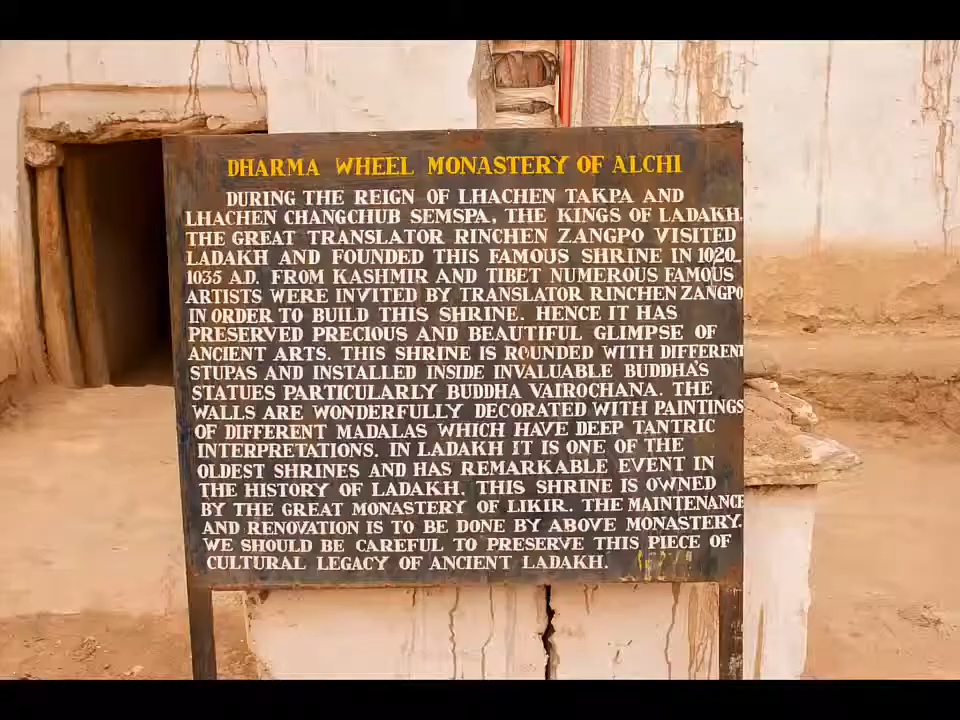 DHARMA WHEEL MONASTERY OF ALCHI
DURING THE REIGN OF LHACHEN TAKPA AND
LHACHEN CHANGCHUB SEMSPA, THE KINGS OF LADAKH.
THE GREAT TRANSLATOR RINCHEN ZANGPO VISITED
LADAKH AND FOUNDED THIS FAMOUS SHRINE IN 1020_
1035 A.D. FROM KASHMIR AND TIBET NUMEROUS FAMOUS
ARTISTS WERE INVITED BY TRANSLATOR RINCHEN ZANGPO
IN ORDER TO BUILD THIS SHRINE. HENCE IT HAS
PRESERVED PRECIOUS AND BEAUTIFUL GLIMPSE OF
ANCIENT ARTS. THIS SHRINE IS ROUNDED WITH DIFFERENT
STUPAS AND INSTALLED INSIDE INVALUABLE BUDDHA'S
STATUES PARTICULARLY BUDDHA VAIROCHANA. THE
WALLS ARE WONDERFULLY DECORATED WITH PAINTINGS
OF DIFFERENT MADALAS WHICH HAVE DEEP TANTRIC
INTERPRETATIONS. IN LADAKH IT IS ONE OF THE
OLDEST SHRINES AND HAS REMARKABLE EVENT IN
THE HISTORY OF LADAKH. THIS SHRINE IS OWNED
BY THE GREAT MONASTERY OF LIKIR. THE MAINTENANCE
AND RENOVATION IS TO BE DONE BY ABOVE MONASTERY.
WE SHOULD BE CAREFUL TO PRESERVE THIS PIECE OF
CULTURAL LEGACY OF ANCIENT LADAKH.